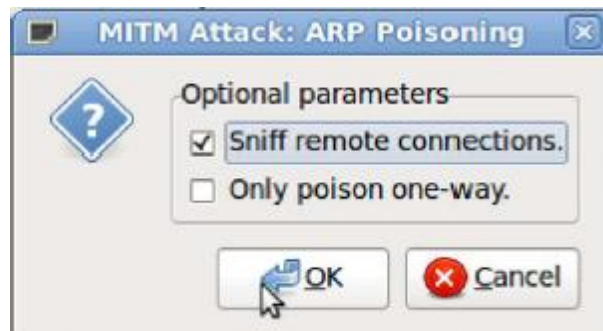 MITM Attack: ARP Poisoning
Optional parameters
Sniff remote connections.
Only poison one-way.
OK
Cancel